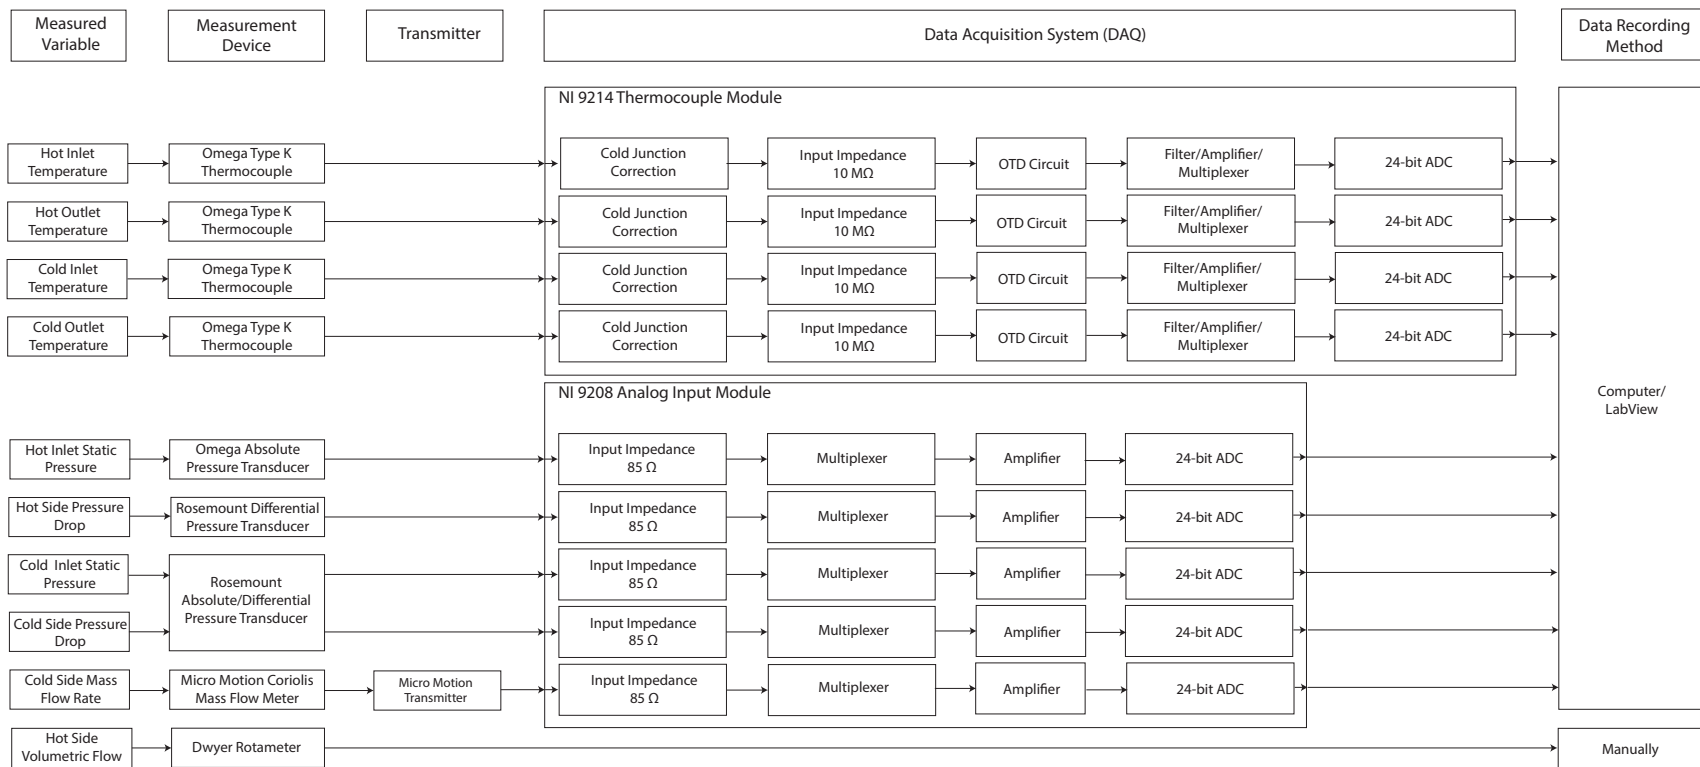 Measured
Variable
Measurement
Device
Transmitter
Data Acquisition System (DAQ)
Data Recording
Method
NI 9214 Thermocouple Module
Hot Inlet
Temperature
Omega Type K
Thermocouple
Cold Junction
Correction
Input Impedance
10 MΩ
OTD Circuit
Filter/Amplifier/
Multiplexer
24-bit ADC
Hot Outlet
Temperature
Omega Type K
Thermocouple
Cold Junction
Correction
Input Impedance
10 MΩ
OTD Circuit
Filter/Amplifier/
Multiplexer
24-bit ADC
Cold Inlet
Temperature
Omega Type K
Thermocouple
Cold Junction
Correction
Input Impedance
10 MΩ
OTD Circuit
Filter/Amplifier/
Multiplexer
24-bit ADC
Cold Outlet
Temperature
Omega Type K
Thermocouple
Cold Junction
Correction
Input Impedance
10 MΩ
OTD Circuit
Filter/Amplifier/
Multiplexer
24-bit ADC
NI 9208 Analog Input Module
Computer/
LabView
Hot Inlet Static
Pressure
Omega Absolute
Pressure Transducer
Input Impedance
85 Ω
Multiplexer
Amplifier
24-bit ADC
Hot Side Pressure
Drop
Rosemount Differential
Pressure Transducer
Input Impedance
85 Ω
Multiplexer
Amplifier
24-bit ADC
Cold Inlet Static
Pressure
Rosemount
Absolute/Differential
Pressure Transducer
Input Impedance
85 Ω
Multiplexer
Amplifier
24-bit ADC
Cold Side Pressure
Drop
Input Impedance
85 Ω
Multiplexer
Amplifier
24-bit ADC
Cold Side Mass
Flow Rate
Micro Motion Coriolis
Mass Flow Meter
Micro Motion
Transmitter
Input Impedance
85 Ω
Multiplexer
Amplifier
24-bit ADC
Hot Side
Volumetric Flow
Dwyer Rotameter
Manually